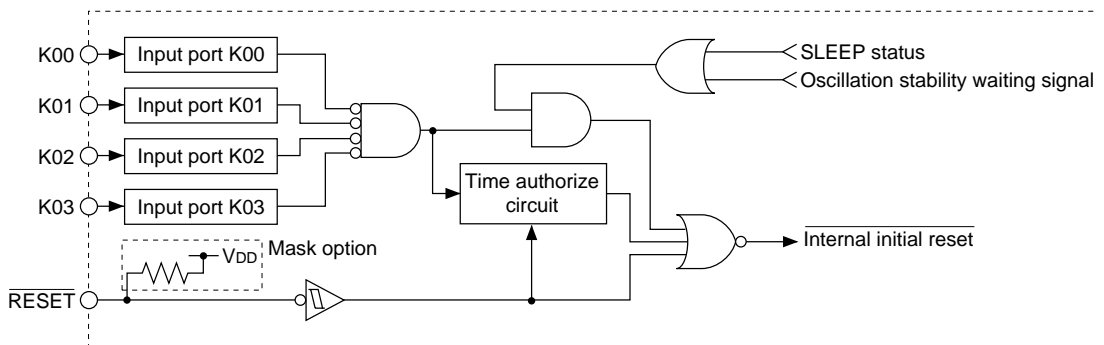 K00
Input port K00
SLEEP status
K01
Input port K01
Oscillation stability waiting signal
K02
Input port K02
Time authorize
circuit
K03
Input port K03
Mask option
VDD
Internal initial reset
RESET